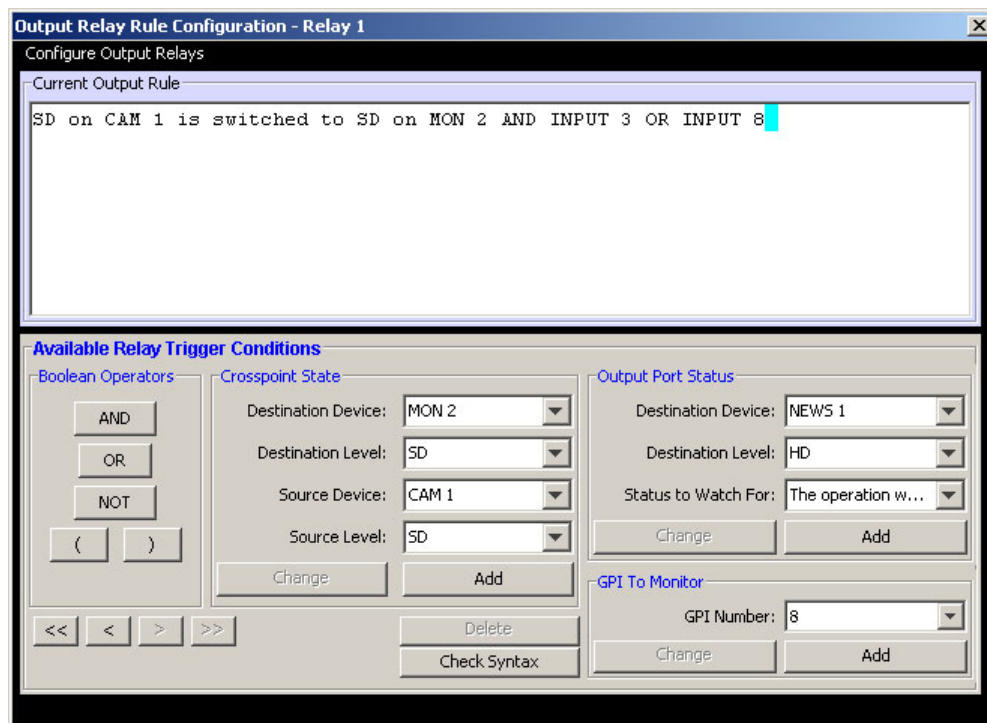 Output Relay Rule Configuration - Relay 1
Configure Output Relays
Current Output Rule
SD on CAM 1 is switched to SD on MON 2 AND INPUT 3 OR INPUT 8
Available Relay Trigger Conditions
Boolean Operators
AND
OR
NOT
( )
Crosspoint State
Destination Device: MON 2
Destination Level: SD
Source Device: CAM 1
Source Level: SD
Change Add
Output Port Status
Destination Device: NEWS 1
Destination Level: HD
Status to Watch For: The operation w...
Change Add
GPI To Monitor
GPI Number: 8
Change Add
<< < > >>
Delete
Check Syntax